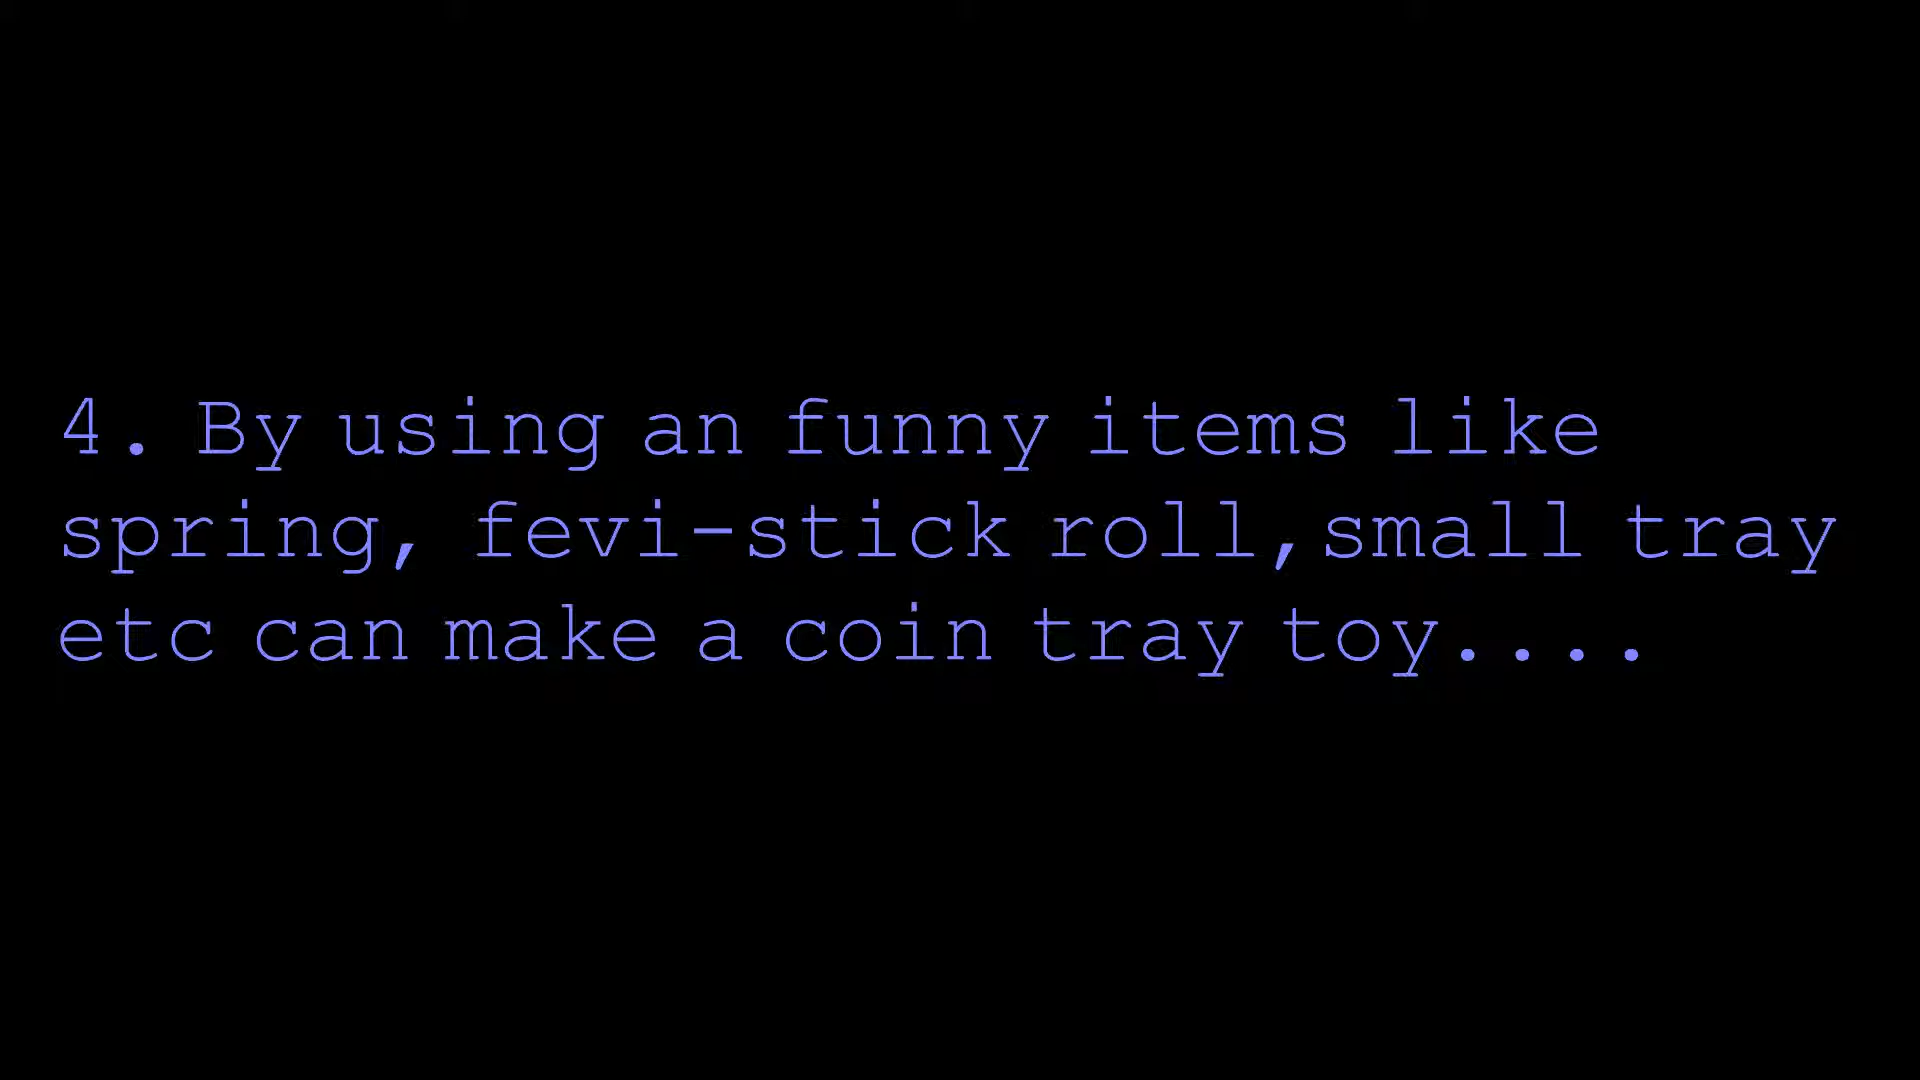 4. By using an funny items like
spring, fevi-stick roll,small tray
etc can make a coin tray toy....